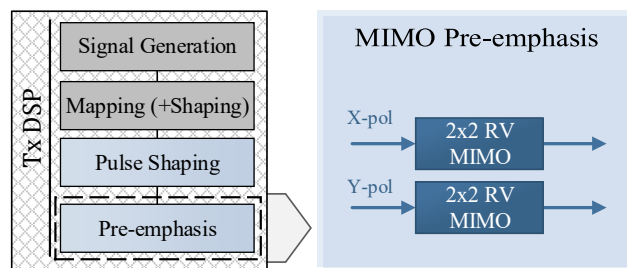 Tx DSP
Signal Generation
Mapping (+Shaping)
Pulse Shaping
Pre-emphasis
MIMO Pre-emphasis
X-pol
2x2 RV
MIMO
Y-pol
2x2 RV
MIMO